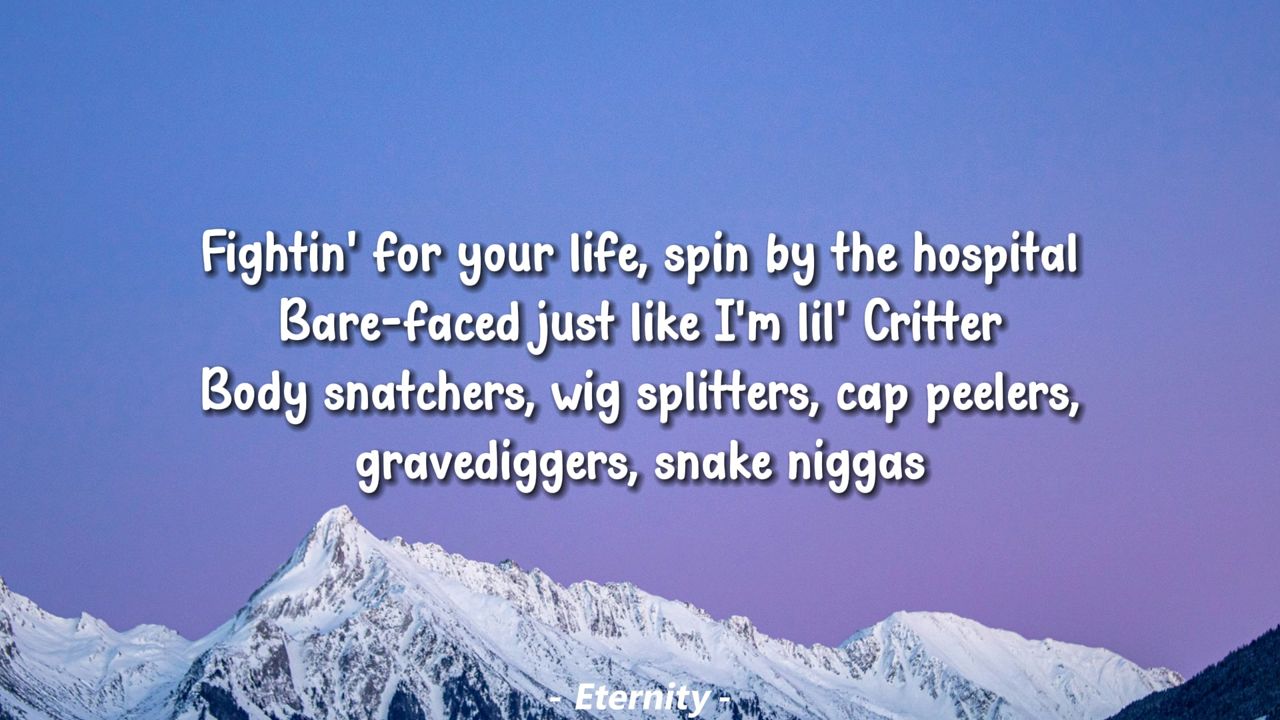 Fightin' for your life, spin by the hospital
Bare-faced just like I'm lil' Critter
Body snatchers, wig splitters, cap peelers,
gravediggers, snake niggas
- Eternity -